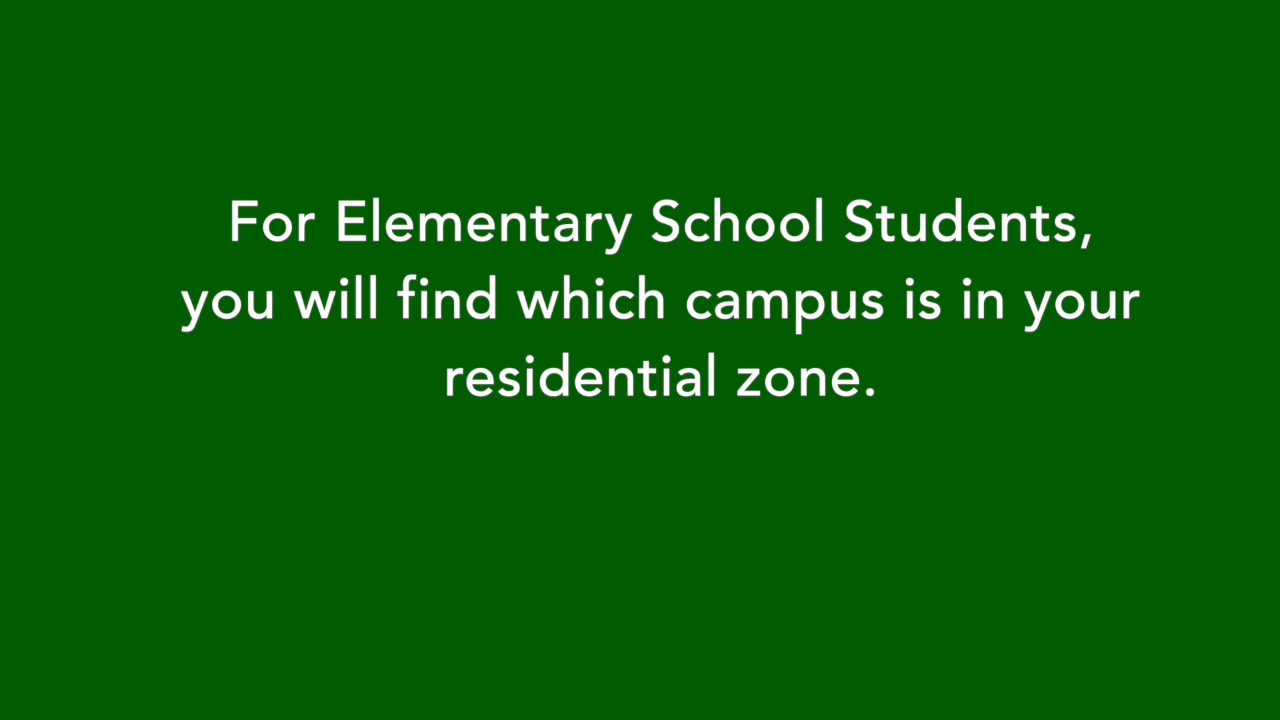 For Elementary School Students,
you will find which campus is in your
residential zone.